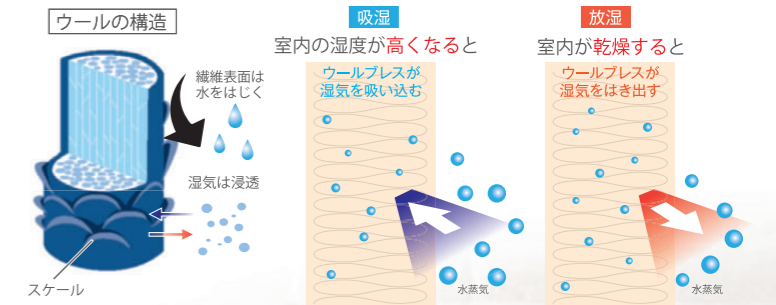 ウールの構造
繊維表面は
水をはじく
湿気は浸透
スケール
吸湿
室内の湿度が高くなると
ウールブレスが
湿気を吸い込む
水蒸気
放湿
室内が乾燥すると
ウールブレスが
湿気をはき出す
水蒸気